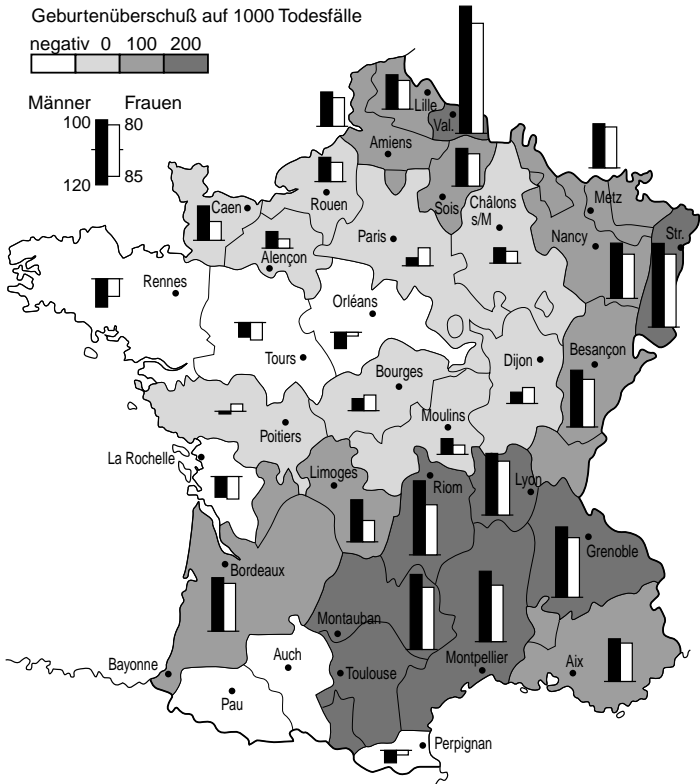 Geburtenüberschuß auf 1000 Todesfälle
negativ 0 100 200
Männer Frauen
100 80
120 85
Lille
Val.
Amiens
Rouen
Sois
Châlons
s/M
Metz
Caen
Paris
Nancy
Str.
Alençon
Rennes
Orléans
Tours
Bourges
Dijon
Besançon
Moulins
Poitiers
La Rochelle
Limoges
Riom
Lyon
Grenoble
Bordeaux
Montauban
Auch
Bayonne
Toulouse
Montpellier
Aix
Pau
Perpignan